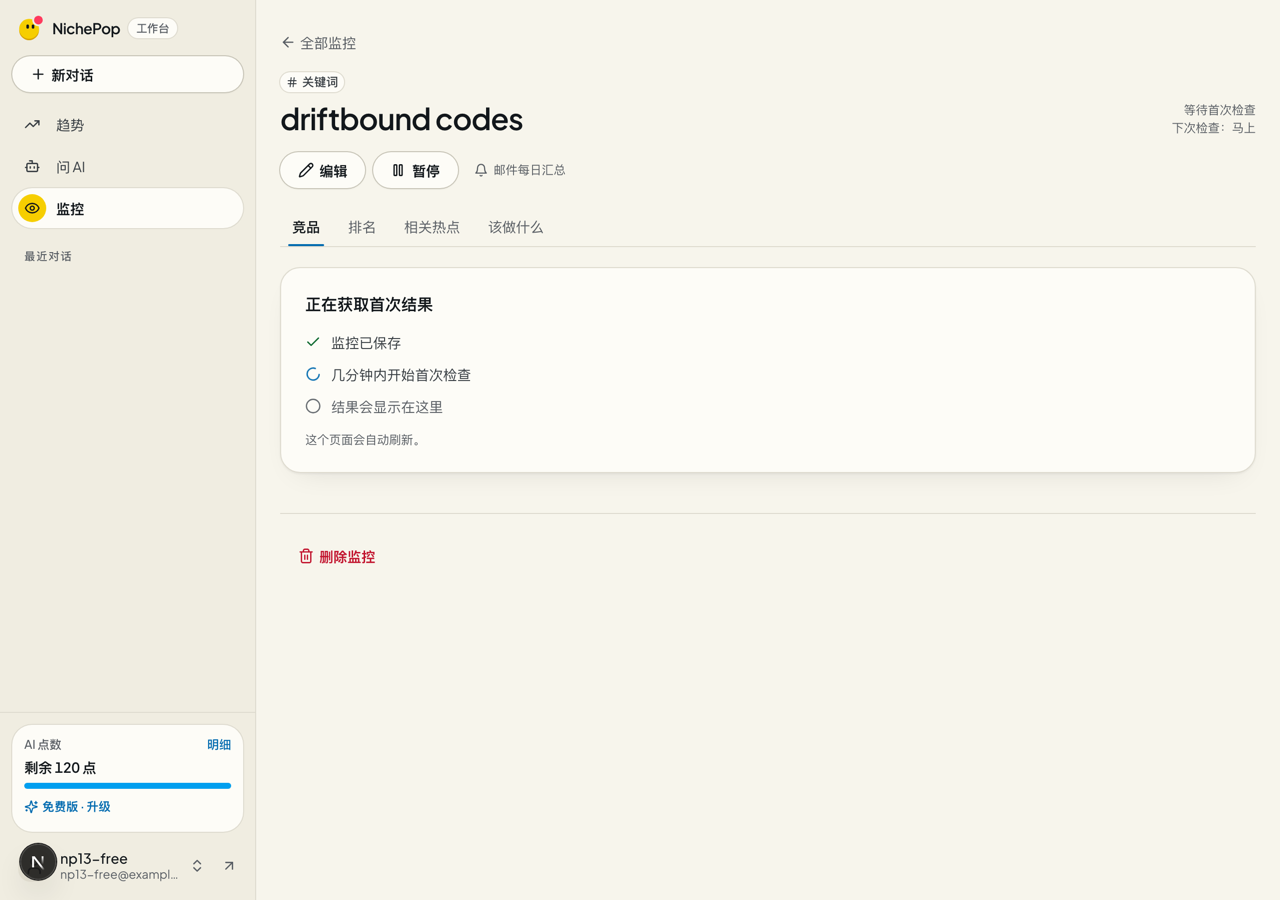 NichePop 工作台
新对话
趋势
问 AI
监控
最近对话
AI 点数 明细
剩余 120 点
免费版 · 升级
N
np13-free
np13-free@exampl...
全部监控
# 关键词
driftbound codes
等待首次检查
下次检查：马上
编辑 暂停 邮件每日汇总
竞品 排名 相关热点 该做什么
正在获取首次结果
监控已保存
几分钟内开始首次检查
结果会显示在这里
这个页面会自动刷新。
删除监控